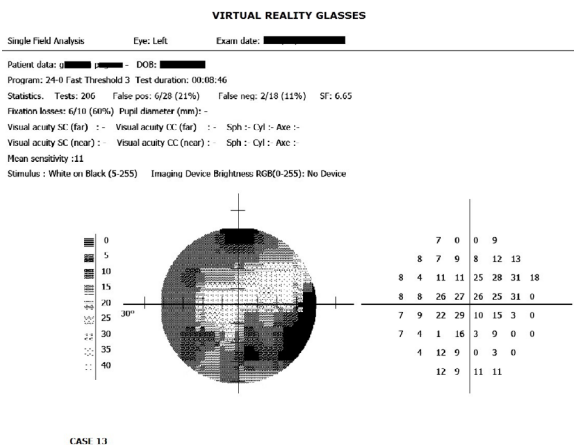 VIRTUAL REALITY GLASSES
Single Field Analysis Eye: Left Exam date:
Patient data: g p - DOB:
Program: 24-0 Fast Threshold 3 Test duration: 00:08:46
Statistics. Tests: 206 False pos: 6/28 (21%) False neg: 2/18 (11%) SF: 6.65
Fixation losses: 6/10 (60%) Pupil diameter (mm): -
Visual acuity SC (far) : - Visual acuity CC (far) : - Sph :- Cyl :- Axe :-
Visual acuity SC (near) : - Visual acuity CC (near) : - Sph :- Cyl :- Axe :-
Mean sensitivity :11
Stimulus : White on Black (5-255) Imaging Device Brightness RGB(0-255): No Device
0
5
10
15
20
25
30
35
40
30°
7 0 0 9
8 7 9 8 12 13
8 4 11 11 25 28 31 18
8 8 26 27 26 25 31 0
7 9 22 29 10 15 3 0
7 4 1 16 3 9 0 0
4 12 9 0 3 0
12 9 11 11
CASE 13